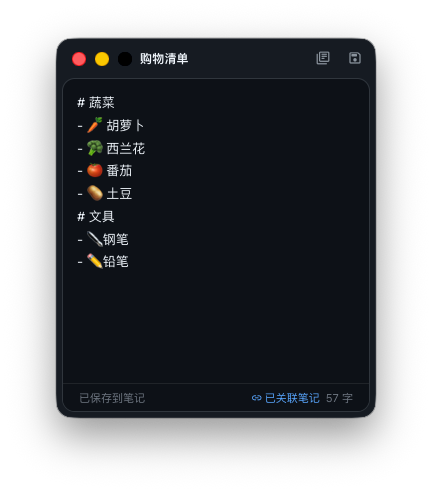 购物清单
# 蔬菜
- 🥕 胡萝卜
- 🥦 西兰花
- 🍅 番茄
- 🥔 土豆
# 文具
- 🔪钢笔
- ✏️铅笔
已保存到笔记 已关联笔记 57 字